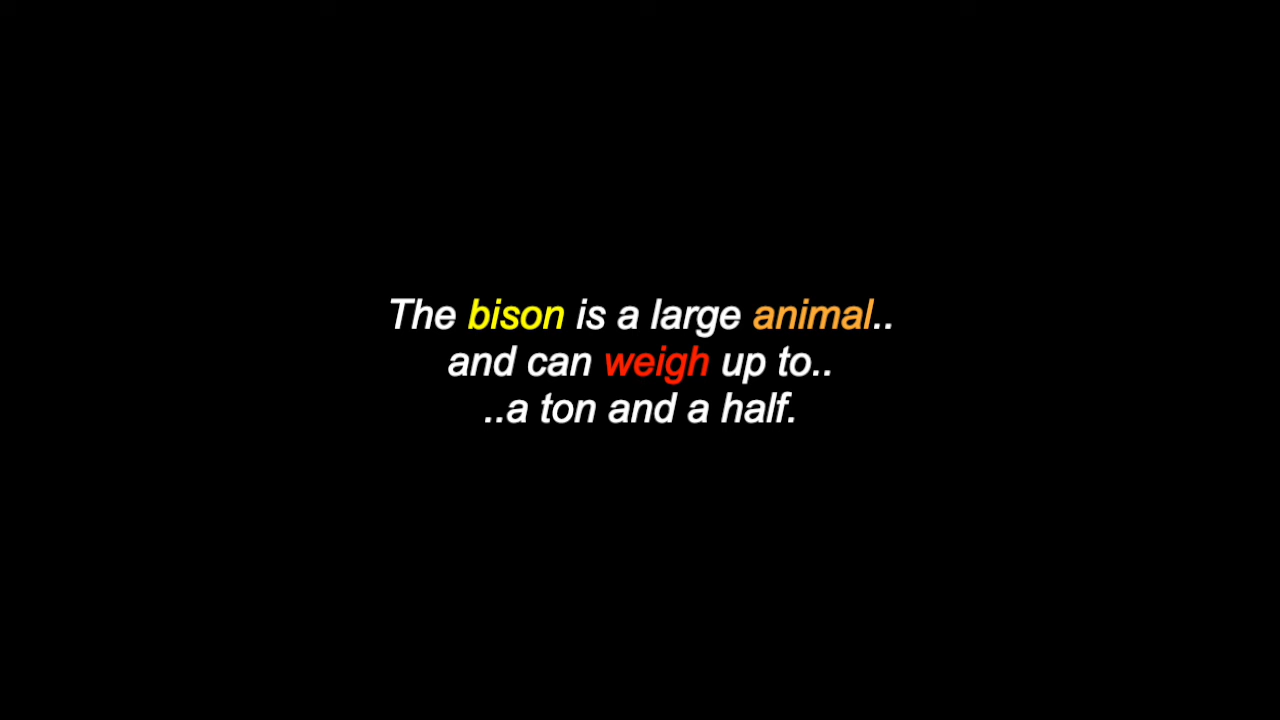 The bison is a large animal..
and can weigh up to..
..a ton and a half.